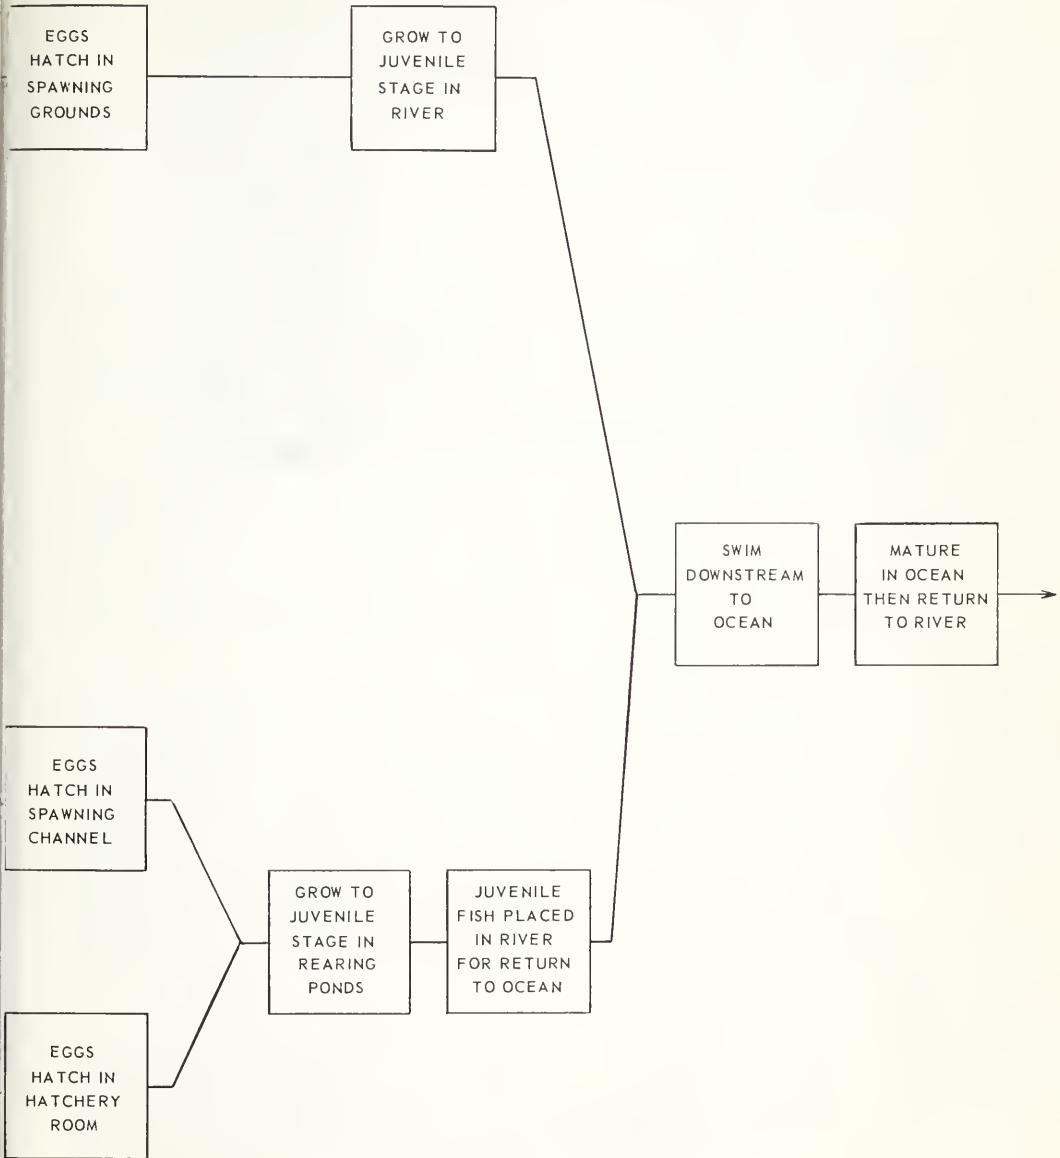 EGGS
HATCH IN
SPAWNING
GROUNDS
GROW TO
JUVENILE
STAGE IN
RIVER
SWIM
DOWNSTREAM
TO
OCEAN
MATURE
IN OCEAN
THEN RETURN
TO RIVER
EGGS
HATCH IN
SPAWNING
CHANNEL
GROW TO
JUVENILE
STAGE IN
REARING
PONDS
JUVENILE
FISH PLACED
IN RIVER
FOR RETURN
TO OCEAN
EGGS
HATCH IN
HATCHERY
ROOM